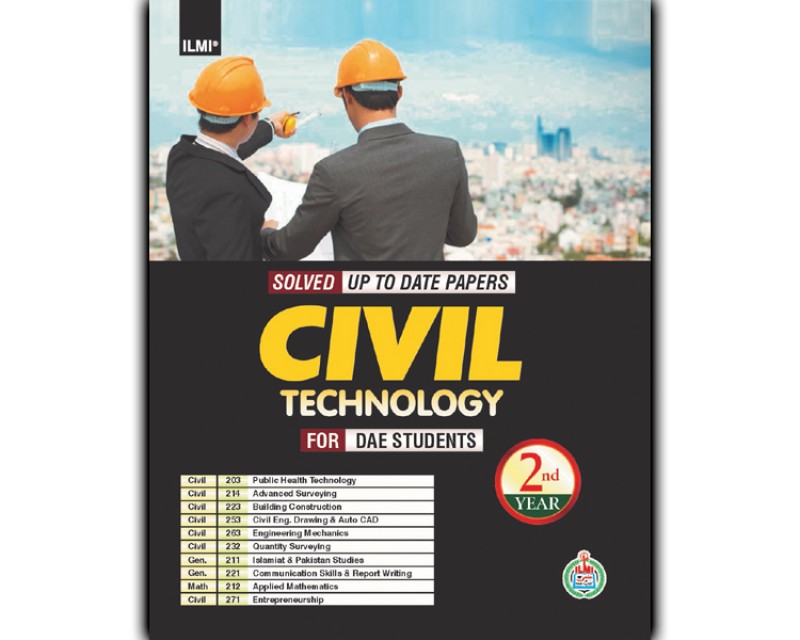 ILMI®
SOLVED UP TO DATE PAPERS
CIVIL
TECHNOLOGY
FOR DAE STUDENTS
2nd
YEAR
Civil 203 Public Health Technology
Civil 214 Advanced Surveying
Civil 223 Building Construction
Civil 253 Civil Eng. Drawing & Auto CAD
Civil 263 Engineering Mechanics
Civil 232 Quantity Surveying
Gen. 211 Islamiat & Pakistan Studies
Gen. 221 Communication Skills & Report Writing
Math 212 Applied Mathematics
Civil 271 Entrepreneurship
ILMI